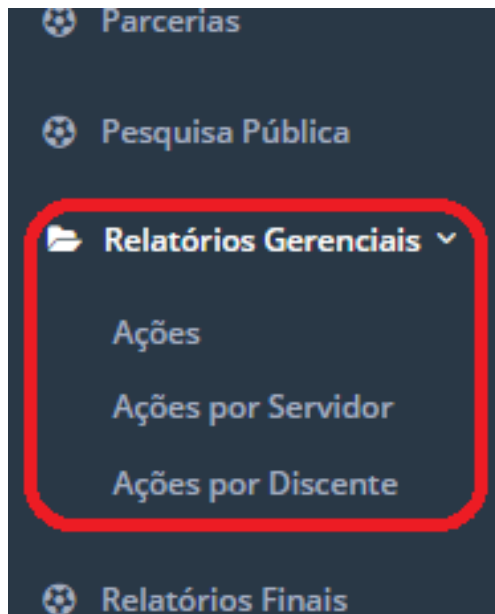 Parcerias
Pesquisa Pública
Relatórios Gerenciais
Ações
Ações por Servidor
Ações por Discente
Relatórios Finais